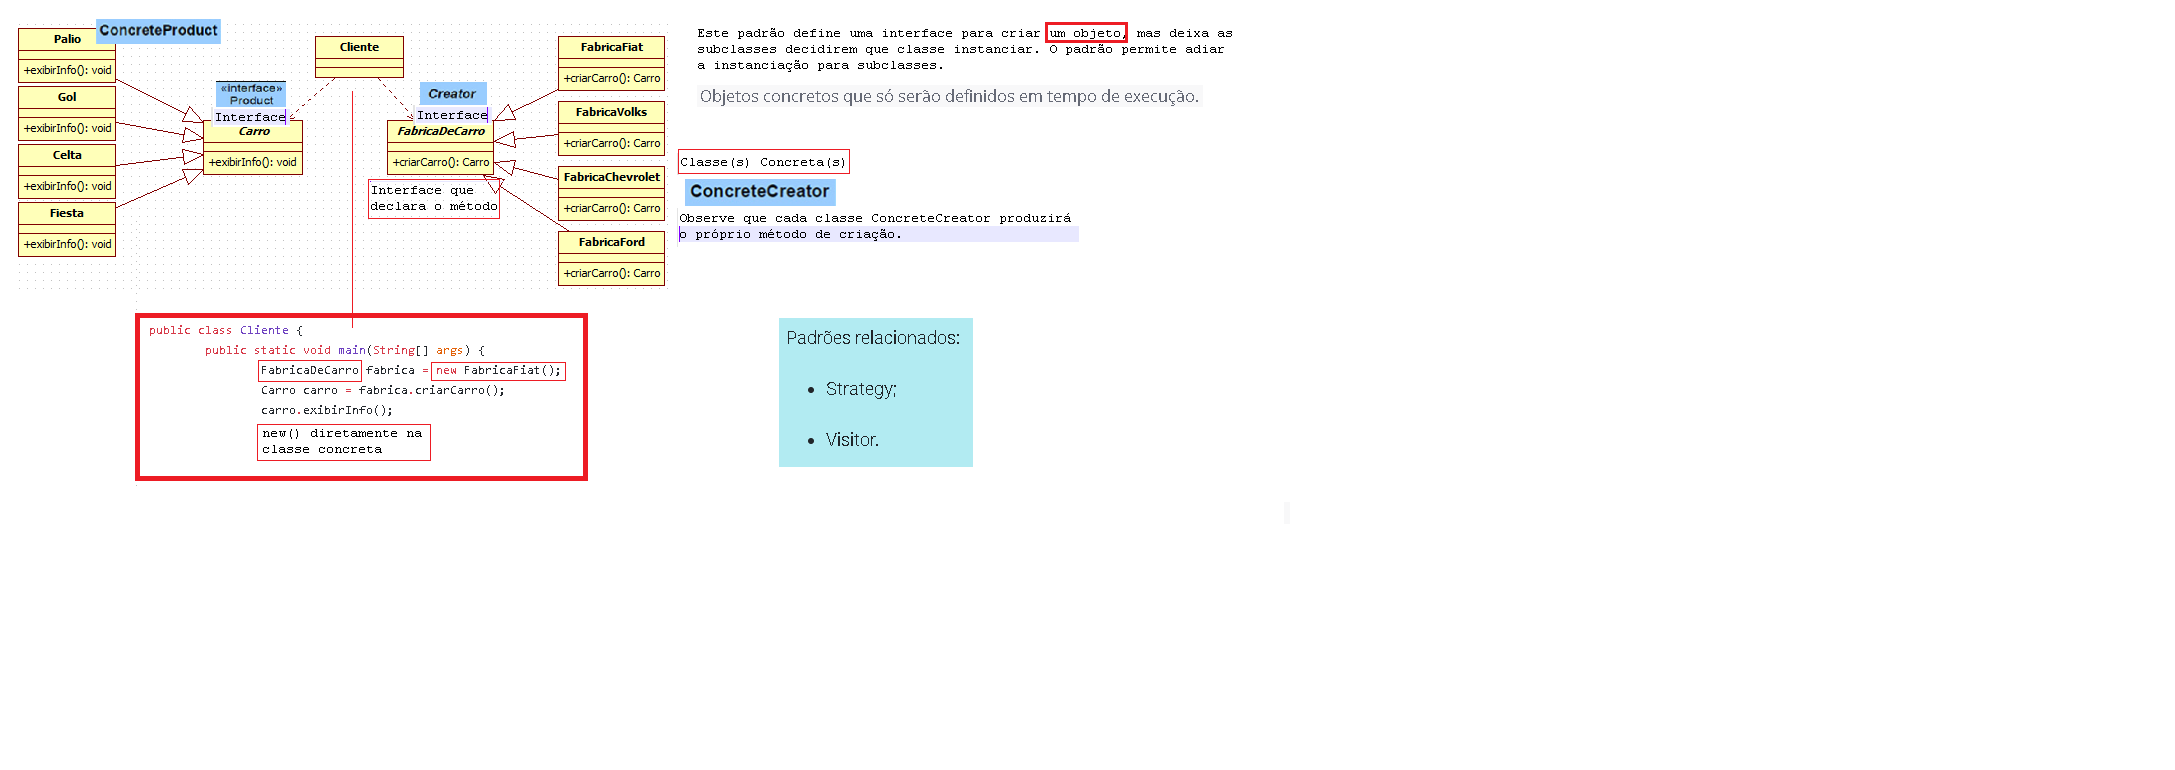 Palio
ConcreteProduct
+exibirInfo(): void
Gol
+exibirInfo(): void
Celta
+exibirInfo(): void
Fiesta
+exibirInfo(): void
«interface»
Product
Interface
Carro
+exibirInfo(): void
Cliente
Creator
Interface
FabricaDeCarro
+criarCarro(): Carro
Interface que
declara o método
FabricaFiat
+criarCarro(): Carro
FabricaVolks
+criarCarro(): Carro
FabricaChevrolet
+criarCarro(): Carro
FabricaFord
+criarCarro(): Carro
Este padrão define uma interface para criar um objeto, mas deixa as
subclasses decidirem que classe instanciar. O padrão permite adiar
a instanciação para subclasses.
Objetos concretos que só serão definidos em tempo de execução.
Classe(s) Concreta(s)
ConcreteCreator
Observe que cada classe ConcreteCreator produzirá
o próprio método de criação.
public class Cliente {
public static void main(String[] args) {
FabricaDeCarro fabrica = new FabricaFiat();
Carro carro = fabrica.criarCarro();
carro.exibirInfo();
new() diretamente na
classe concreta
Padrões relacionados:
• Strategy;
• Visitor.